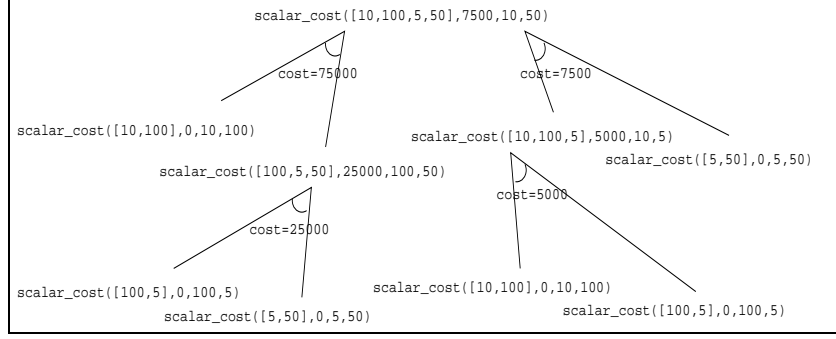 scalar_cost([10,100,5,50],7500,10,50)
cost=75000
cost=7500
scalar_cost([10,100],0,10,100)
scalar_cost([10,100,5],5000,10,5)
scalar_cost([5,50],0,5,50)
scalar_cost([100,5,50],25000,100,50)
cost=5000
cost=25000
scalar_cost([100,5],0,100,5)
scalar_cost([10,100],0,10,100)
scalar_cost([100,5],0,100,5)
scalar_cost([5,50],0,5,50)